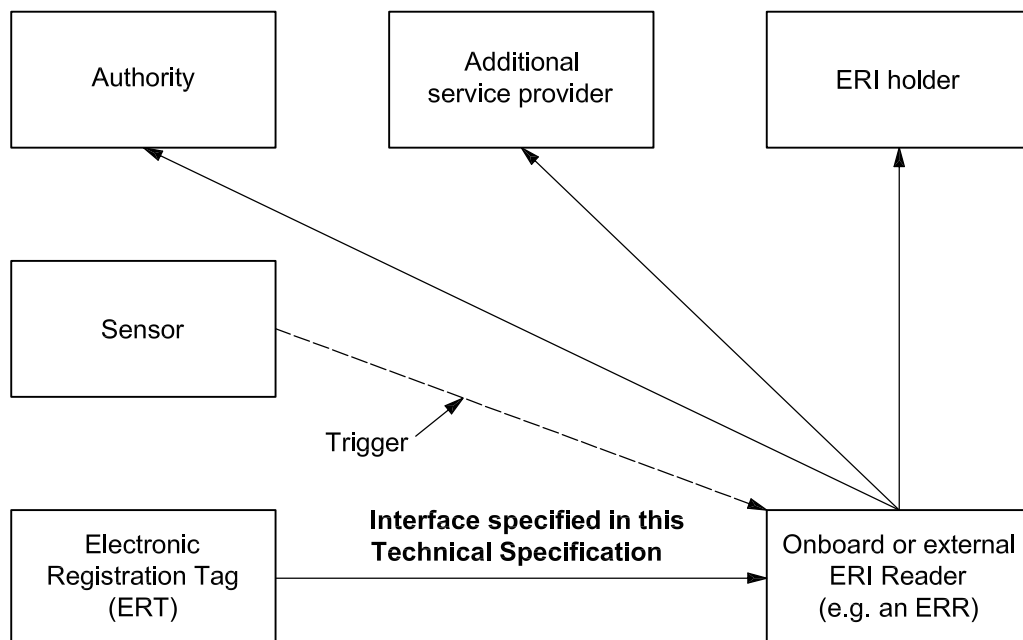 Authority
Additional
service provider
ERI holder
Sensor
Trigger
Interface specified in this
Technical Specification
Electronic
Registration Tag
(ERT)
Onboard or external
ERI Reader
(e.g. an ERR)